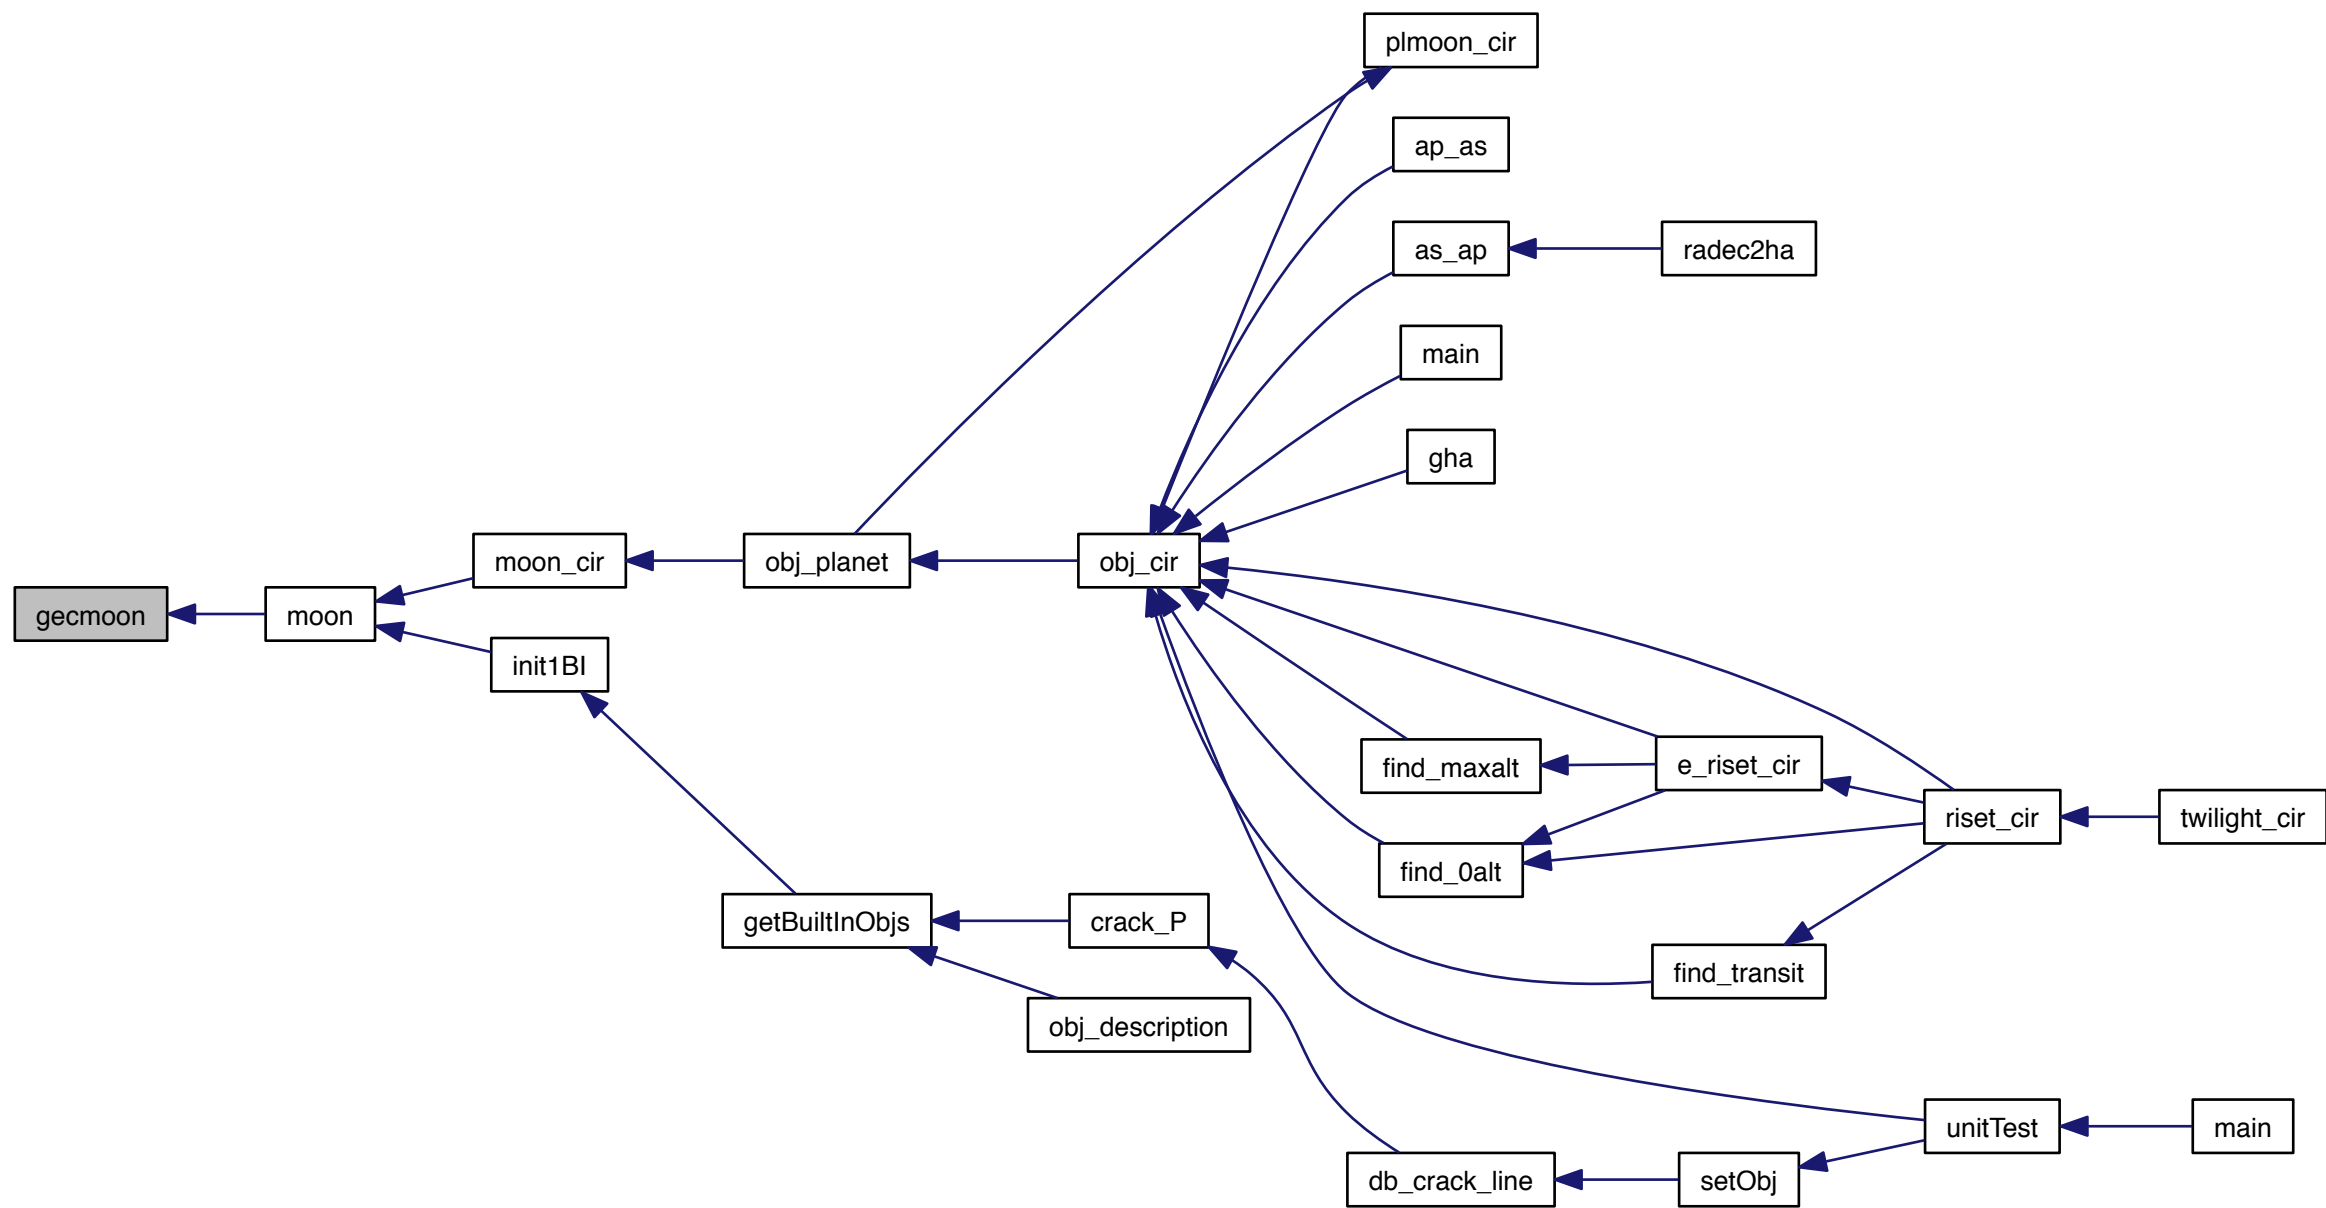 plmoon_cir
ap_as
as_ap
radec2ha
main
gha
moon_cir
obj_planet
obj_cir
gecmoon
moon
init1BI
find_maxalt
e_riset_cir
riset_cir
twilight_cir
find_0alt
getBuiltInObjs
crack_P
find_transit
obj_description
unitTest
main
db_crack_line
setObj